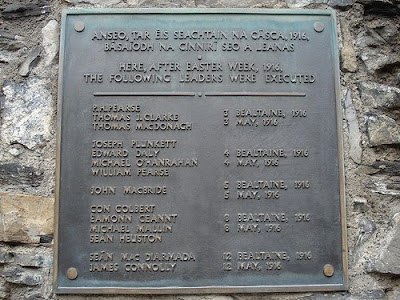 ANSEO, TAR ÉIS SEACHTAIN NA CÁSCA, 1916,
BÁSAÍODH NA CINNIRÍ SEO A LEANAS
HERE, AFTER EASTER WEEK, 1916,
THE FOLLOWING LEADERS WERE EXECUTED
P.H. PEARSE
THOMAS J. CLARKE 3 BEALTAINE, 1916
THOMAS MACDONAGH 3 MAY, 1916
JOSEPH PLUNKETT
EDWARD DALY 4 BEALTAINE, 1916
MICHAEL O'HANRAHAN 4 MAY, 1916
WILLIAM PEARSE
5 BEALTAINE, 1916
JOHN MACBRIDE 5 MAY, 1916
CON COLBERT
EAMONN CEANNT 8 BEALTAINE, 1916
MICHAEL MALLIN 8 MAY, 1916
SEÁN HEUSTON
SEÁN MAC DIARMADA 12 BEALTAINE, 1916
JAMES CONNOLLY 12 MAY, 1916